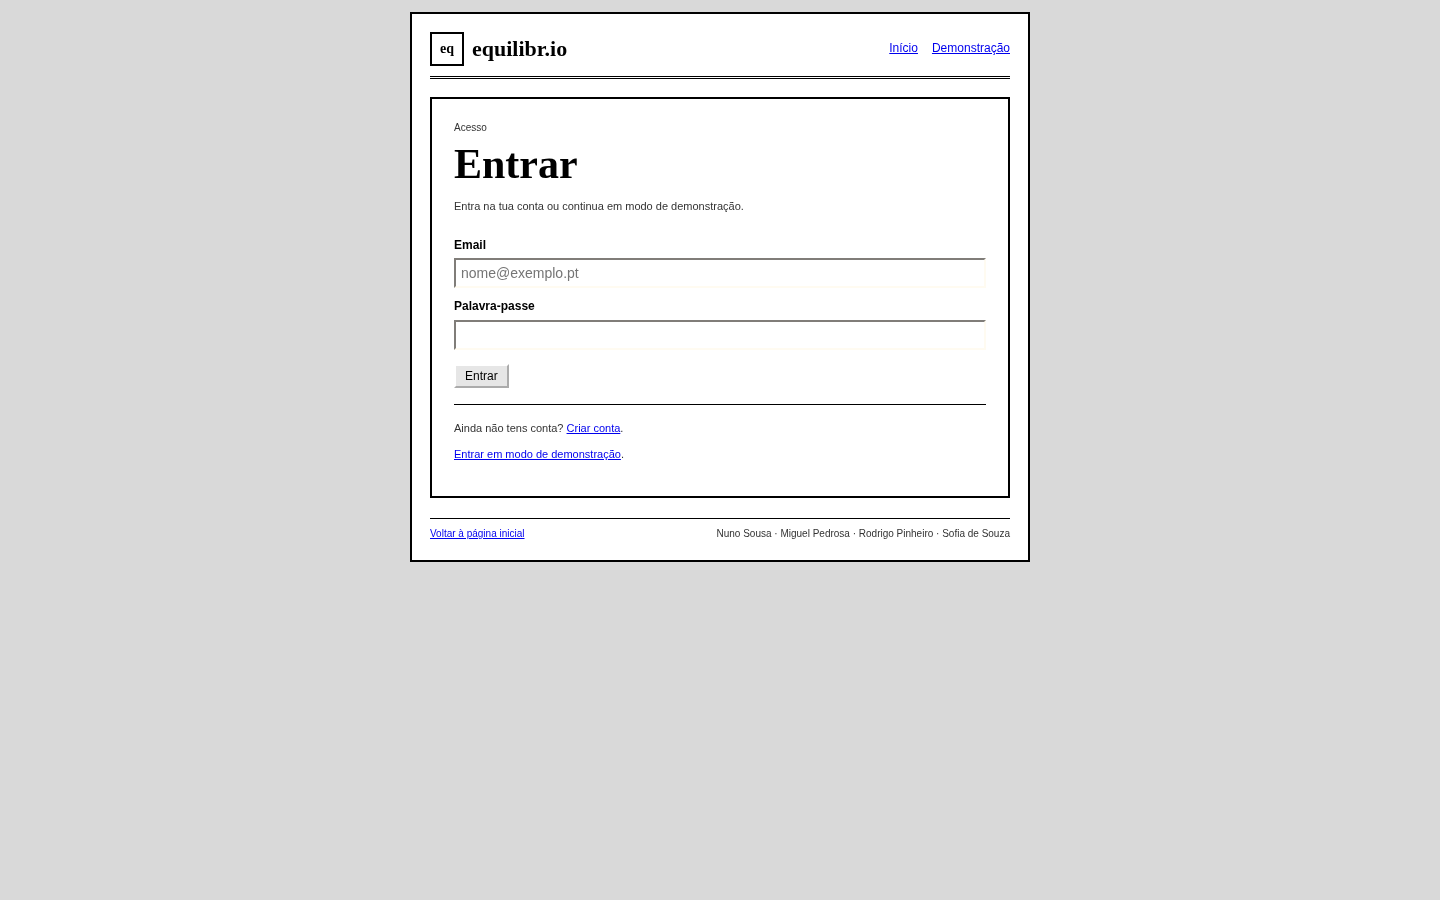 eq equilibr.io Início Demonstração
Acesso
Entrar
Entra na tua conta ou continua em modo de demonstração.
Email
nome@exemplo.pt
Palavra-passe
Entrar
Ainda não tens conta? Criar conta.
Entrar em modo de demonstração.
Voltar à página inicial Nuno Sousa · Miguel Pedrosa · Rodrigo Pinheiro · Sofia de Souza